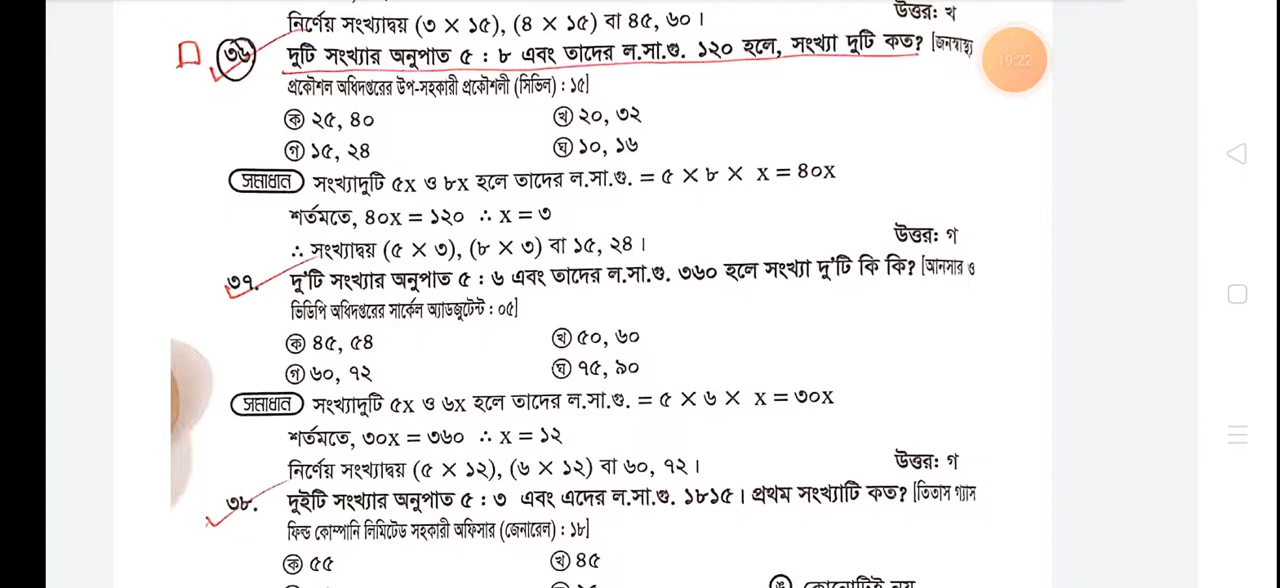 নির্ণেয় সংখ্যাদ্বয় (৩ × ১৫), (৪ × ১৫) বা ৪৫, ৬০ । উত্তর: খ
৩৬ দুটি সংখ্যার অনুপাত ৫ : ৮ এবং তাদের ল.সা.গু. ১২০ হলে, সংখ্যা দুটি কত? [জনস্বাস্থ্য
19:22
প্রকৌশল অধিদপ্তরের উপ-সহকারী প্রকৌশলী (সিভিল) : ১৫]
ক ২৫, ৪০ খ ২০, ৩২
গ ১৫, ২৪ ঘ ১০, ১৬
সমাধান সংখ্যাদুটি ৫x ও ৮x হলে তাদের ল.সা.গু. = ৫ × ৮ × x = ৪০x
শর্তমতে, ৪০x = ১২০ ∴ x = ৩
∴ সংখ্যাদ্বয় (৫ × ৩), (৮ × ৩) বা ১৫, ২৪ । উত্তর: গ
৩৭. দু'টি সংখ্যার অনুপাত ৫ : ৬ এবং তাদের ল.সা.গু. ৩৬০ হলে সংখ্যা দু'টি কি কি? [আনসার ও
ভিডিপি অধিদপ্তরের সার্কেল অ্যাডজুটেন্ট : ০৫]
ক ৪৫, ৫৪ খ ৫০, ৬০
গ ৬০, ৭২ ঘ ৭৫, ৯০
সমাধান সংখ্যাদুটি ৫x ও ৬x হলে তাদের ল.সা.গু. = ৫ × ৬ × x = ৩০x
শর্তমতে, ৩০x = ৩৬০ ∴ x = ১২
নির্ণেয় সংখ্যাদ্বয় (৫ × ১২), (৬ × ১২) বা ৬০, ৭২ । উত্তর: গ
৩৮. দুইটি সংখ্যার অনুপাত ৫ : ৩ এবং এদের ল.সা.গু. ১৮১৫ । প্রথম সংখ্যাটি কত? [তিতাস গ্যাস
ফিল্ড কোম্পানি লিমিটেড সহকারী অফিসার (জেনারেল) : ১৮]
ক ৫৫ খ ৪৫
ঙ কোনোটিই নয়